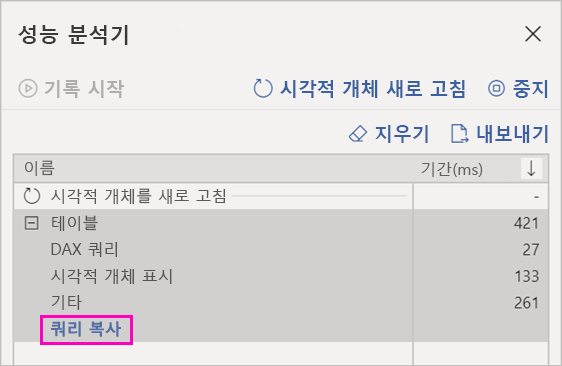 성능 분석기
기록 시작 시각적 개체 새로 고침 중지
지우기 내보내기
이름 기간(ms) ↓
시각적 개체를 새로 고침 -
테이블 421
DAX 쿼리 27
시각적 개체 표시 133
기타 261
쿼리 복사